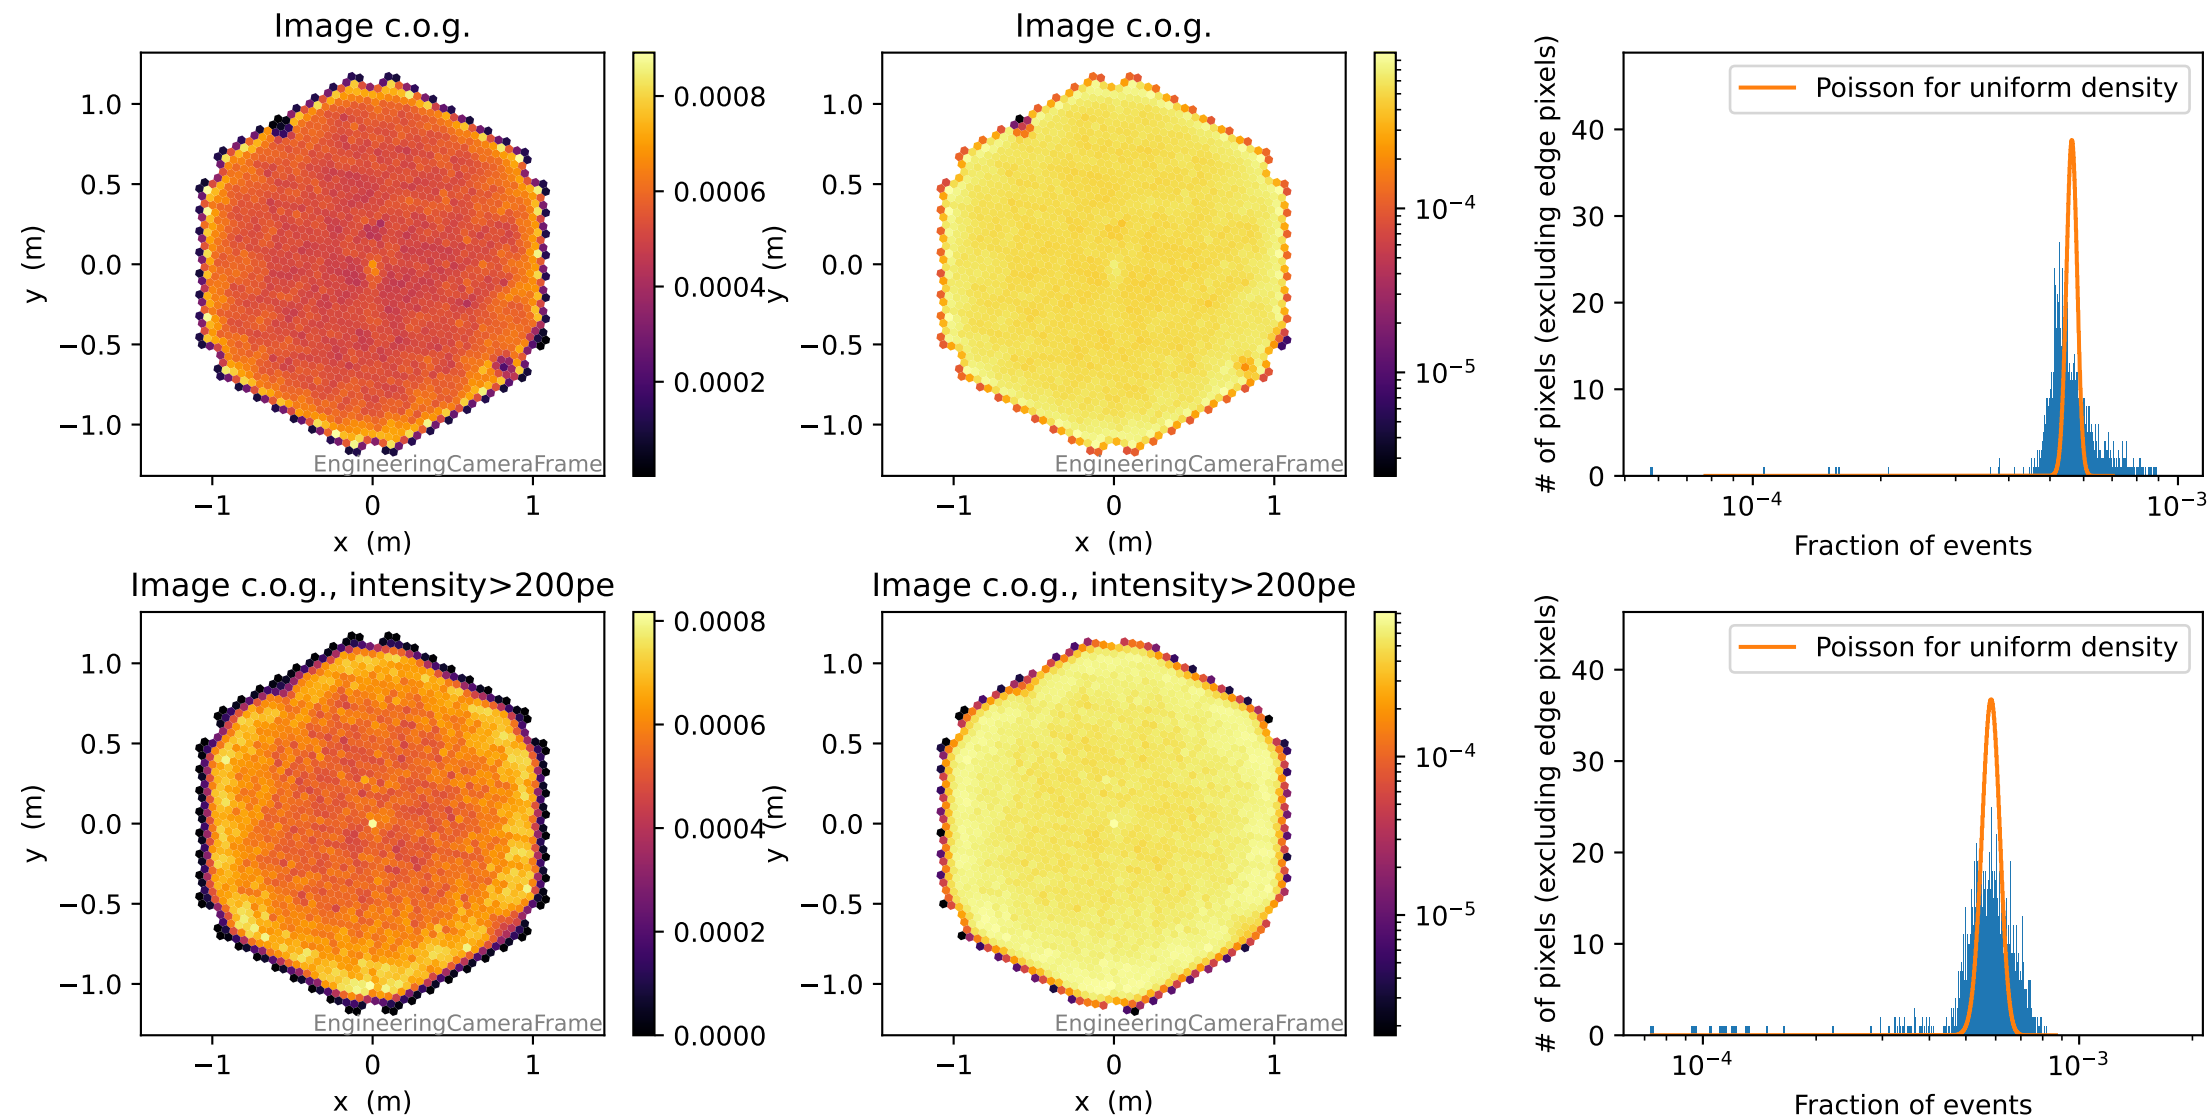 Image c.o.g.
1.0
0.5
0.0
−0.5
−1.0
y (m)
EngineeringCameraFrame
−1 0 1
x (m)
0.0008
0.0006
0.0004
0.0002
Image c.o.g.
1.0
0.5
0.0
−0.5
−1.0
y (m)
EngineeringCameraFrame
−1 0 1
x (m)
10⁻⁴
10⁻⁵
# of pixels (excluding edge pixels)
Poisson for uniform density
40
30
20
10
0
10⁻⁴ 10⁻³
Fraction of events
Image c.o.g., intensity>200pe
1.0
0.5
0.0
−0.5
−1.0
y (m)
EngineeringCameraFrame
−1 0 1
x (m)
0.0008
0.0006
0.0004
0.0002
0.0000
Image c.o.g., intensity>200pe
1.0
0.5
0.0
−0.5
−1.0
y (m)
EngineeringCameraFrame
−1 0 1
x (m)
10⁻⁴
10⁻⁵
# of pixels (excluding edge pixels)
Poisson for uniform density
40
30
20
10
0
10⁻⁴ 10⁻³
Fraction of events